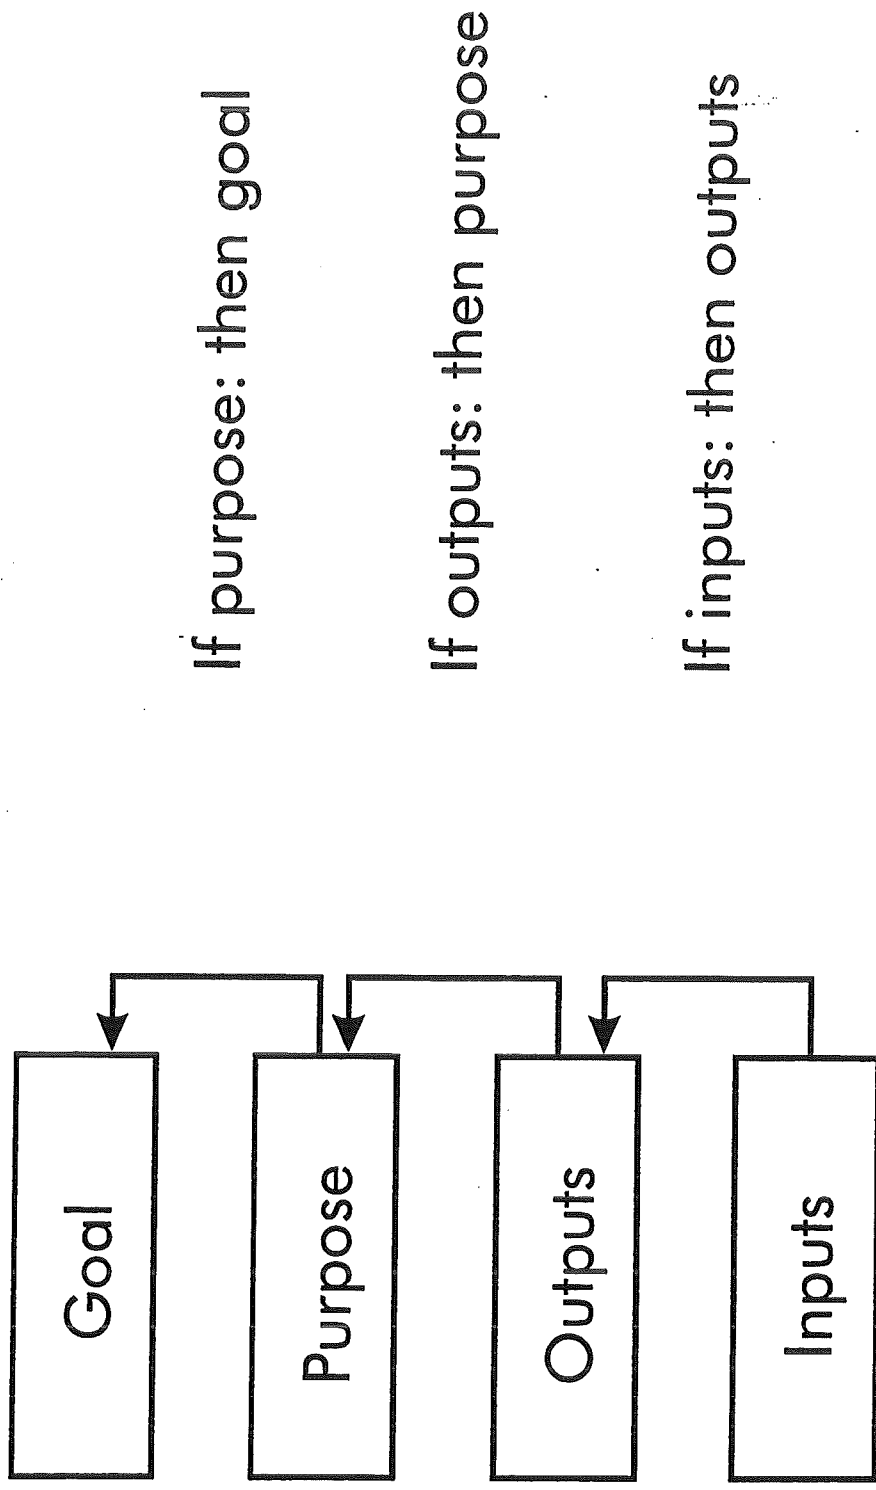 Goal
If purpose: then goal
Purpose
If outputs: then purpose
Outputs
If inputs: then outputs
Inputs